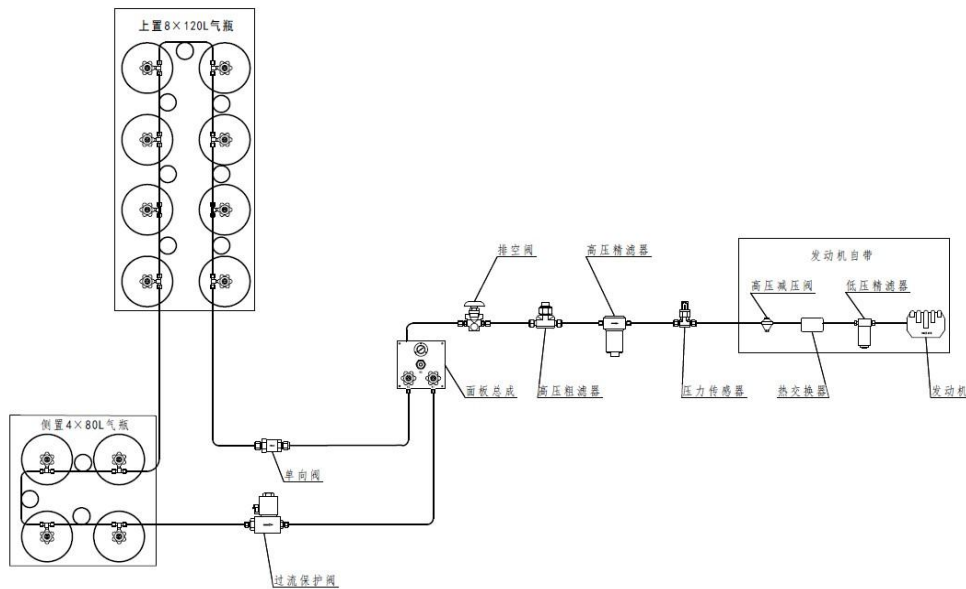 上置8×120L气瓶
排空阀
高压精滤器
发动机自带
高压减压阀
低压精滤器
面板总成
高压粗滤器
压力传感器
热交换器
发动机
侧置4×80L气瓶
单向阀
过流保护阀